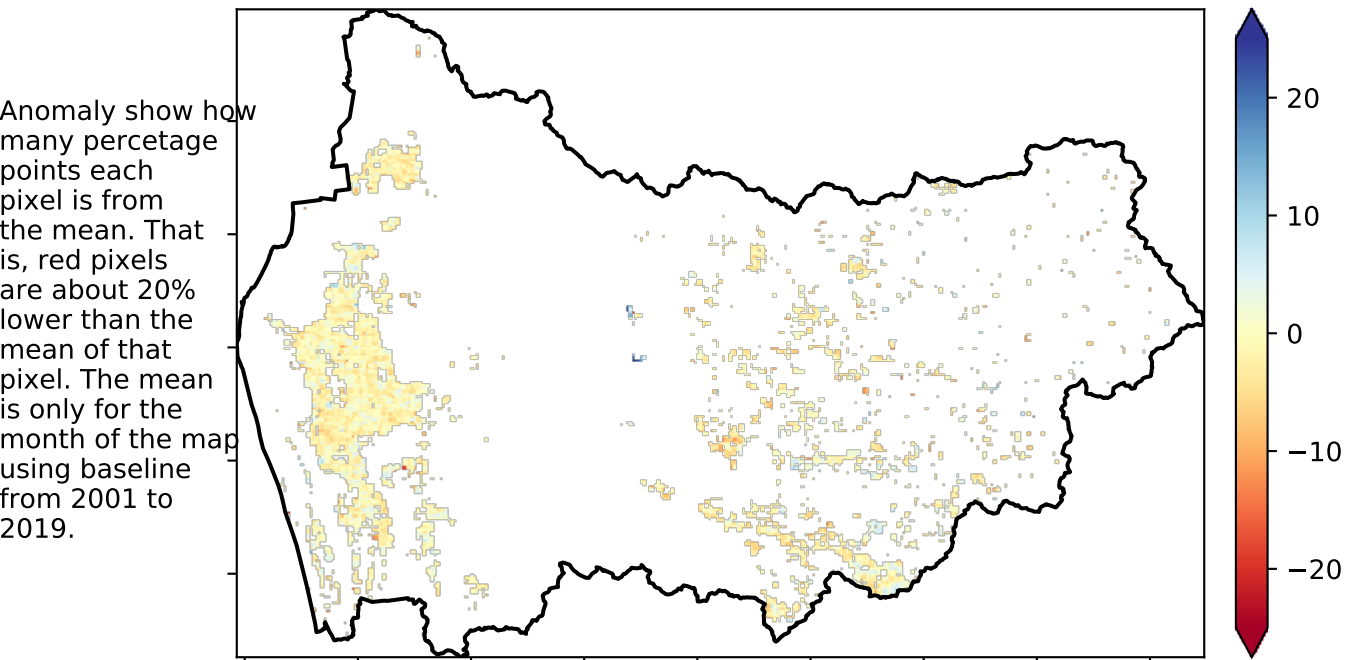 Anomaly show how
many percetage
points each
pixel is from
the mean. That
is, red pixels
are about 20%
lower than the
mean of that
pixel. The mean
is only for the
month of the map
using baseline
from 2001 to
2019.
20
10
0
−10
−20